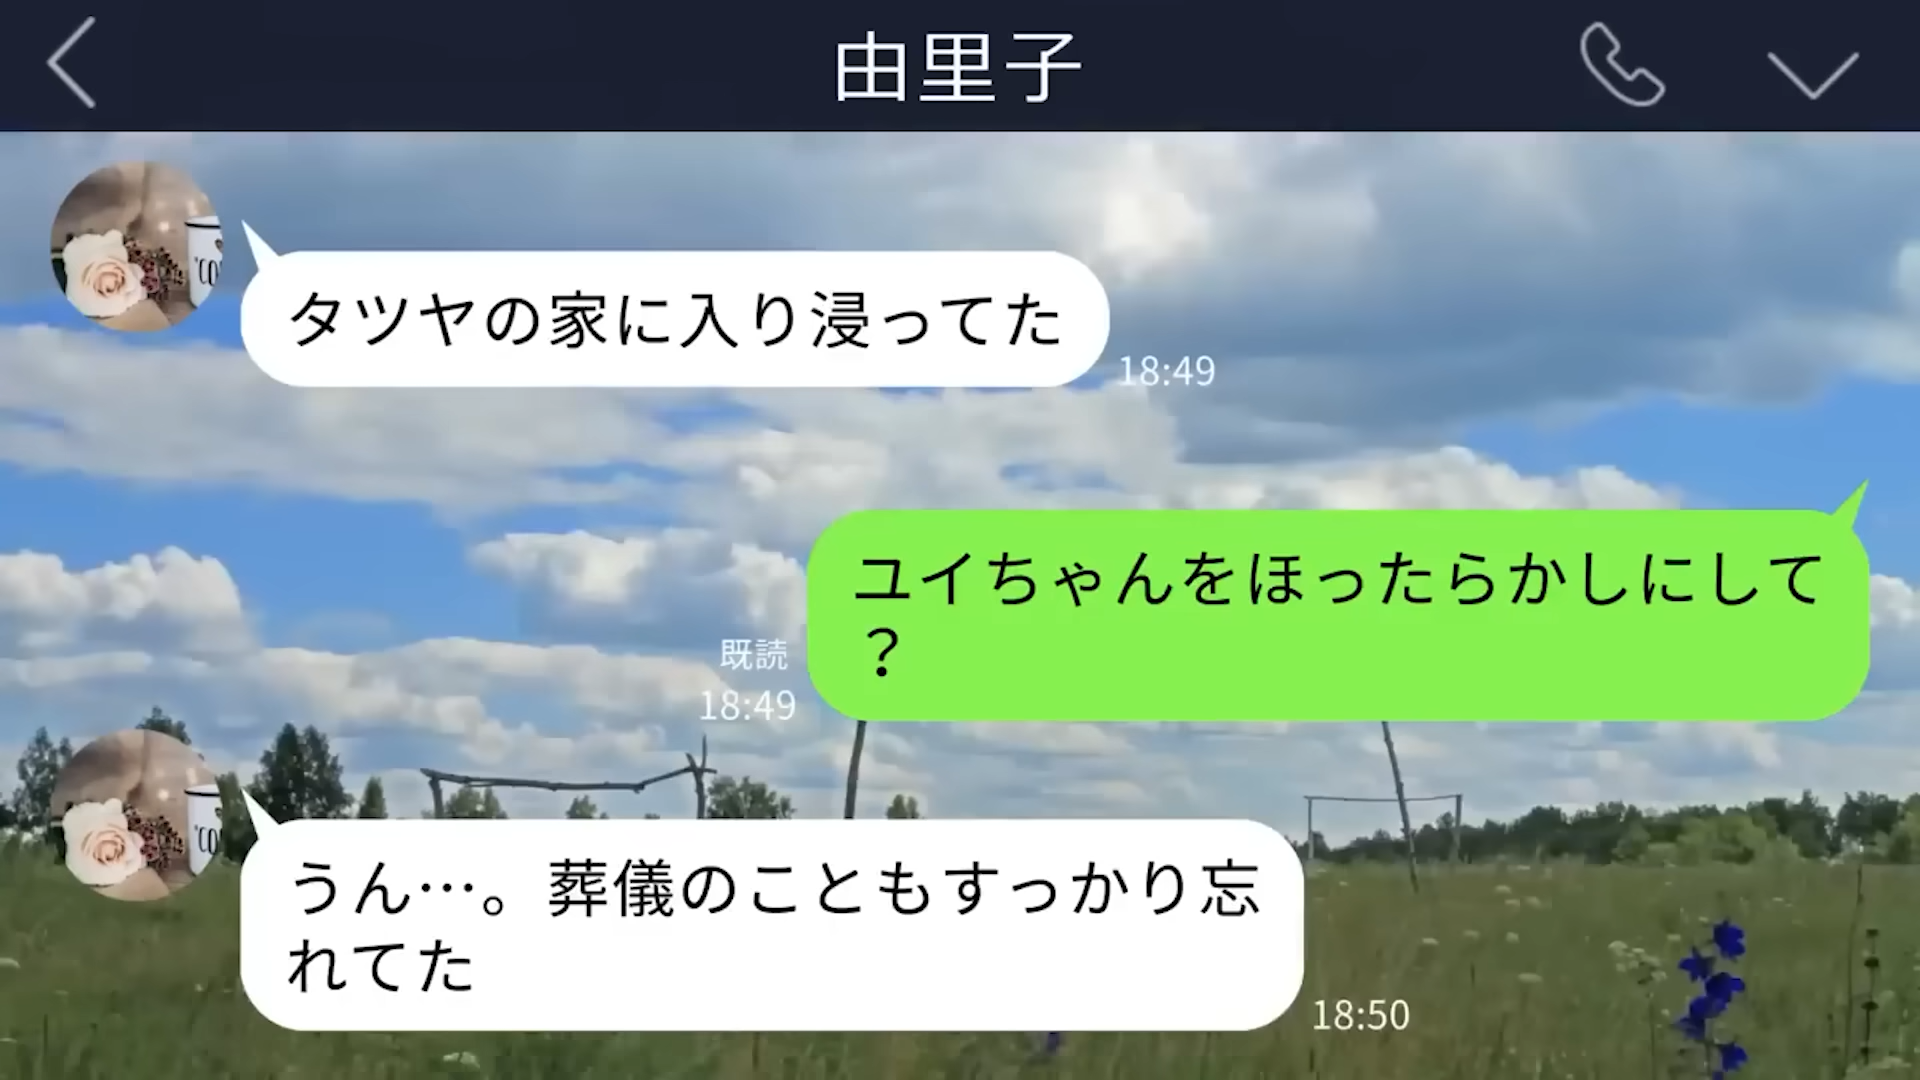 由里子
タツヤの家に入り浸ってた
18:49
ユイちゃんをほったらかしにして
？
既読
18:49
うん…。葬儀のこともすっかり忘
れてた
18:50